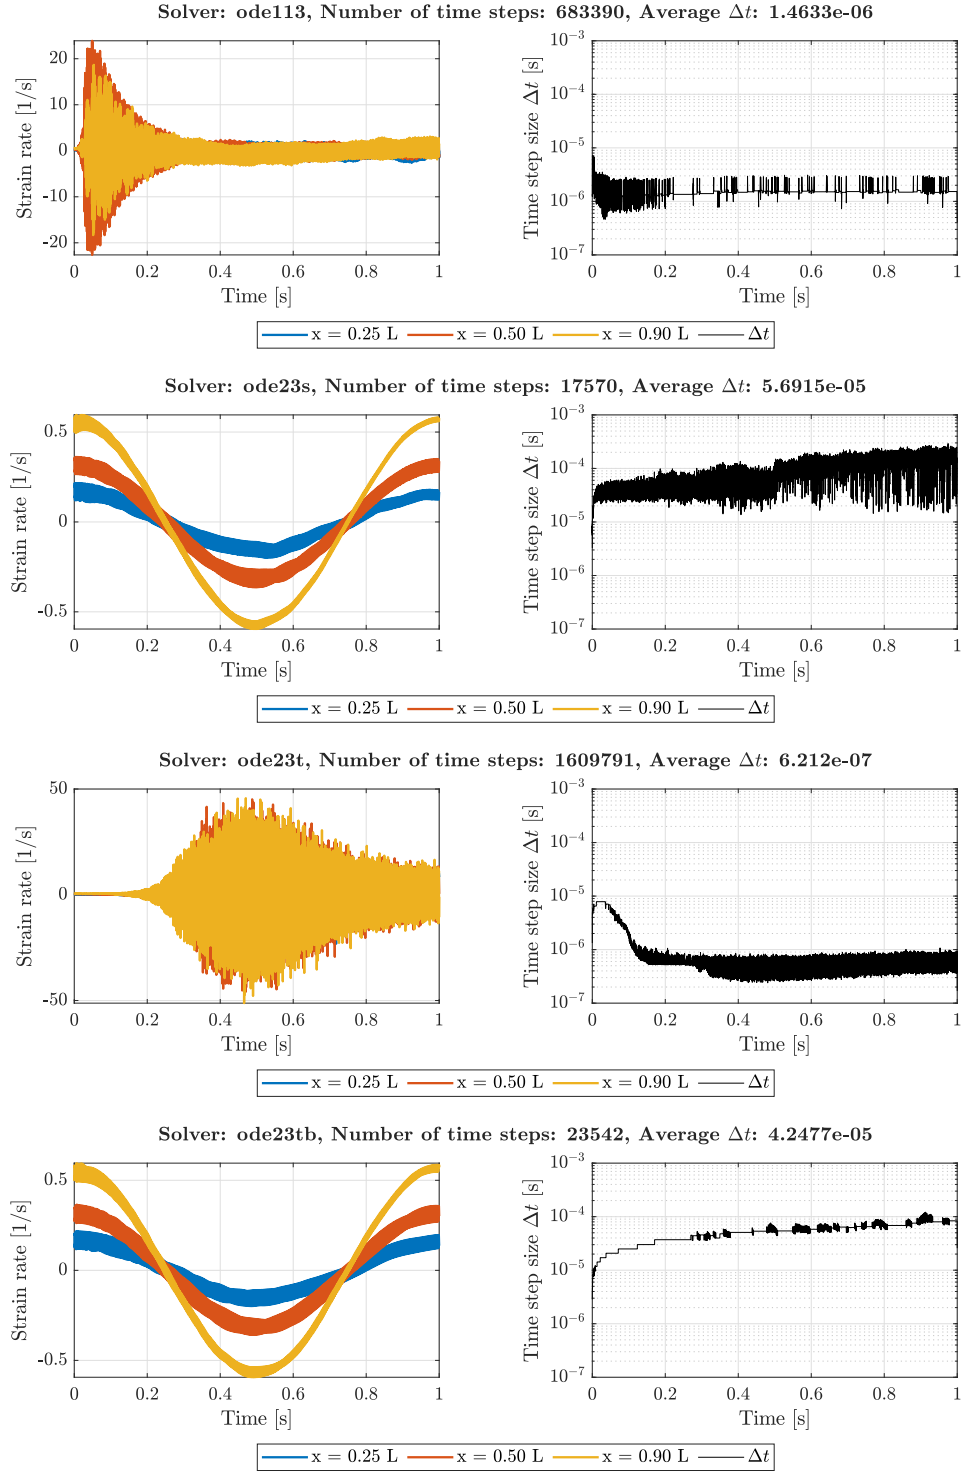 Solver: ode113, Number of time steps: 683390, Average Δt: 1.4633e-06
20
10
0
-10
-20
Strain rate [1/s]
0 0.2 0.4 0.6 0.8 1
Time [s]
10⁻³
10⁻⁴
10⁻⁵
10⁻⁶
10⁻⁷
Time step size Δt [s]
0 0.2 0.4 0.6 0.8 1
Time [s]
x = 0.25 L x = 0.50 L x = 0.90 L Δt
Solver: ode23s, Number of time steps: 17570, Average Δt: 5.6915e-05
0.5
0
-0.5
Strain rate [1/s]
0 0.2 0.4 0.6 0.8 1
Time [s]
10⁻³
10⁻⁴
10⁻⁵
10⁻⁶
10⁻⁷
Time step size Δt [s]
0 0.2 0.4 0.6 0.8 1
Time [s]
x = 0.25 L x = 0.50 L x = 0.90 L Δt
Solver: ode23t, Number of time steps: 1609791, Average Δt: 6.212e-07
50
0
-50
Strain rate [1/s]
0 0.2 0.4 0.6 0.8 1
Time [s]
10⁻³
10⁻⁴
10⁻⁵
10⁻⁶
10⁻⁷
Time step size Δt [s]
0 0.2 0.4 0.6 0.8 1
Time [s]
x = 0.25 L x = 0.50 L x = 0.90 L Δt
Solver: ode23tb, Number of time steps: 23542, Average Δt: 4.2477e-05
0.5
0
-0.5
Strain rate [1/s]
0 0.2 0.4 0.6 0.8 1
Time [s]
10⁻³
10⁻⁴
10⁻⁵
10⁻⁶
10⁻⁷
Time step size Δt [s]
0 0.2 0.4 0.6 0.8 1
Time [s]
x = 0.25 L x = 0.50 L x = 0.90 L Δt